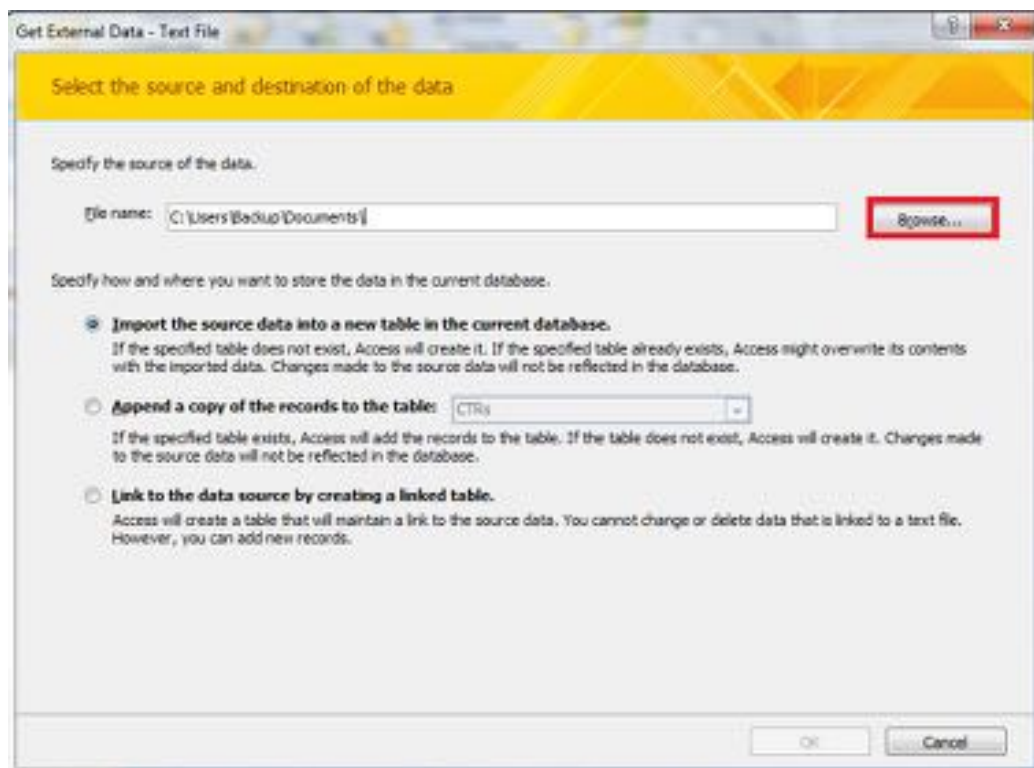 Get External Data - Text File
Select the source and destination of the data
Specify the source of the data.
File name: C:\Users\Backup\Documents\ Browse...
Specify how and where you want to store the data in the current database.
Import the source data into a new table in the current database.
If the specified table does not exist, Access will create it. If the specified table already exists, Access might overwrite its contents
with the imported data. Changes made to the source data will not be reflected in the database.
Append a copy of the records to the table: CTRs
If the specified table exists, Access will add the records to the table. If the table does not exist, Access will create it. Changes made
to the source data will not be reflected in the database.
Link to the data source by creating a linked table.
Access will create a table that will maintain a link to the source data. You cannot change or delete data that is linked to a text file.
However, you can add new records.
OK Cancel